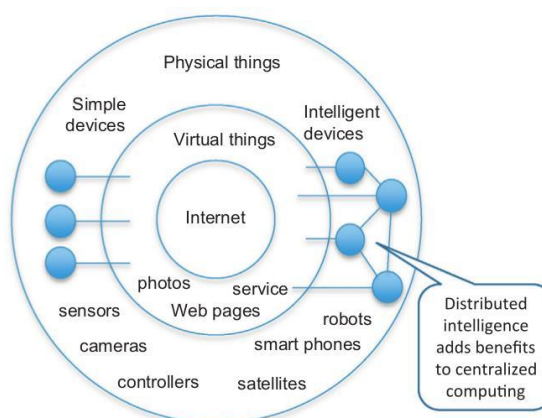 Physical things
Simple
devices
Intelligent
devices
Virtual things
Internet
photos
service
Web pages
sensors
robots
cameras
smart phones
controllers
satellites
Distributed
intelligence
adds benefits
to centralized
computing